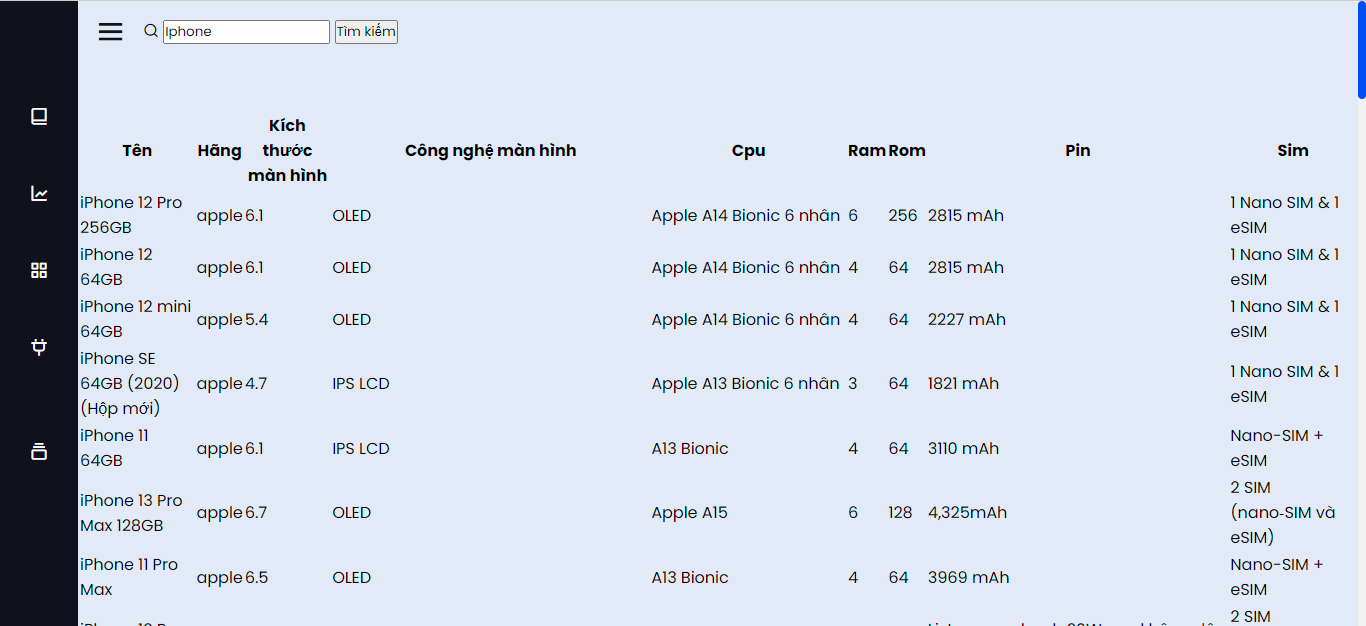 Iphone Tìm kiếm
Tên Hãng Kích thước màn hình Công nghệ màn hình Cpu Ram Rom Pin Sim
iPhone 12 Pro 256GB apple 6.1 OLED Apple A14 Bionic 6 nhân 6 256 2815 mAh 1 Nano SIM & 1 eSIM
iPhone 12 64GB apple 6.1 OLED Apple A14 Bionic 6 nhân 4 64 2815 mAh 1 Nano SIM & 1 eSIM
iPhone 12 mini 64GB apple 5.4 OLED Apple A14 Bionic 6 nhân 4 64 2227 mAh 1 Nano SIM & 1 eSIM
iPhone SE 64GB (2020) (Hộp mới) apple 4.7 IPS LCD Apple A13 Bionic 6 nhân 3 64 1821 mAh 1 Nano SIM & 1 eSIM
iPhone 11 64GB apple 6.1 IPS LCD A13 Bionic 4 64 3110 mAh Nano-SIM + eSIM
iPhone 13 Pro Max 128GB apple 6.7 OLED Apple A15 6 128 4,325mAh 2 SIM (nano‑SIM và eSIM)
iPhone 11 Pro Max apple 6.5 OLED A13 Bionic 4 64 3969 mAh Nano-SIM + eSIM
2 SIM